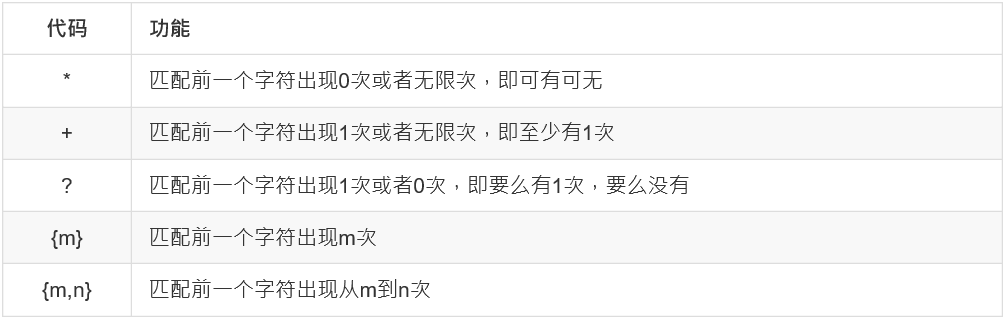 代码 功能
* 匹配前一个字符出现0次或者无限次，即可有可无
+ 匹配前一个字符出现1次或者无限次，即至少有1次
? 匹配前一个字符出现1次或者0次，即要么有1次，要么没有
{m} 匹配前一个字符出现m次
{m,n} 匹配前一个字符出现从m到n次